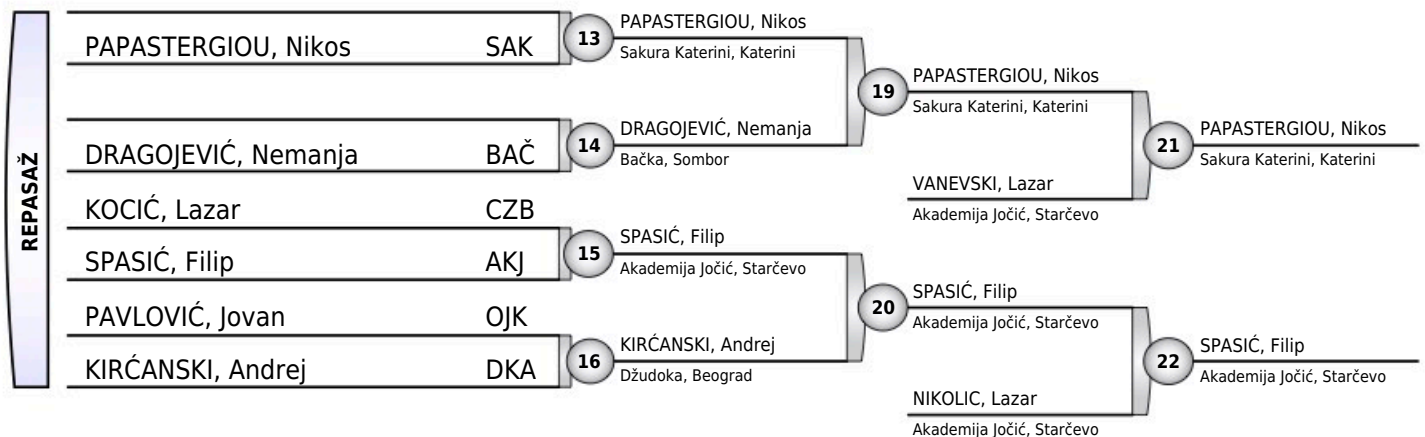 REPASAŽ
PAPASTERGIOU, Nikos SAK
DRAGOJEVIĆ, Nemanja BAČ
KOCIĆ, Lazar CZB
SPASIĆ, Filip AKJ
PAVLOVIĆ, Jovan OJK
KIRĆANSKI, Andrej DKA
13
PAPASTERGIOU, Nikos
Sakura Katerini, Katerini
14
DRAGOJEVIĆ, Nemanja
Bačka, Sombor
15
SPASIĆ, Filip
Akademija Jočić, Starčevo
16
KIRĆANSKI, Andrej
Džudoka, Beograd
19
PAPASTERGIOU, Nikos
Sakura Katerini, Katerini
VANEVSKI, Lazar
Akademija Jočić, Starčevo
20
SPASIĆ, Filip
Akademija Jočić, Starčevo
NIKOLIC, Lazar
Akademija Jočić, Starčevo
21
PAPASTERGIOU, Nikos
Sakura Katerini, Katerini
22
SPASIĆ, Filip
Akademija Jočić, Starčevo